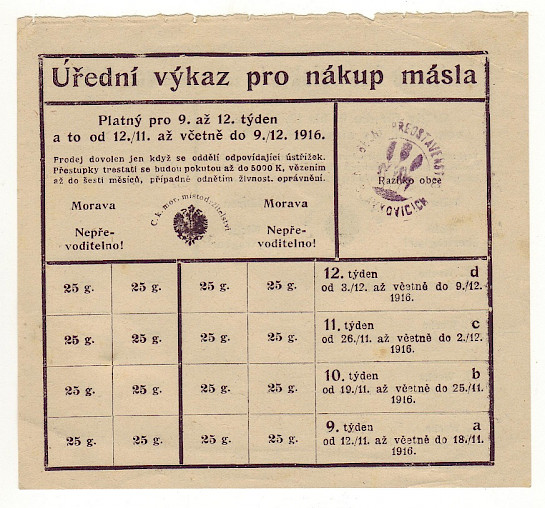 Úřední výkaz pro nákup másla
Platný pro 9. až 12. týden
a to od 12./11. až včetně do 9./12. 1916.
Prodej dovolen jen když se oddělí odpovídající ústřižek.
Přestupky trestati se budou pokutou až do 5000 K, vězením
až do šesti měsíců, případné odnětím živnost. oprávnění.
Morava
Nepře-
voditelno!
C. k. mor. místodržitelství
Morava
Nepře-
voditelno!
PŘEDSTAVENST
Razítko obce
25 g. 25 g. 25 g. 25 g.
12. týden d
od 3./12. až včetně do 9./12.
1916.
25 g. 25 g. 25 g. 25 g.
11. týden c
od 26./11. až včetně do 2./12.
1916.
25 g. 25 g. 25 g. 25 g.
10. týden b
od 19./11. až včetně do 25./11.
1916.
25 g. 25 g. 25 g. 25 g.
9. týden a
od 12./11. až včetně do 18./11.
1916.